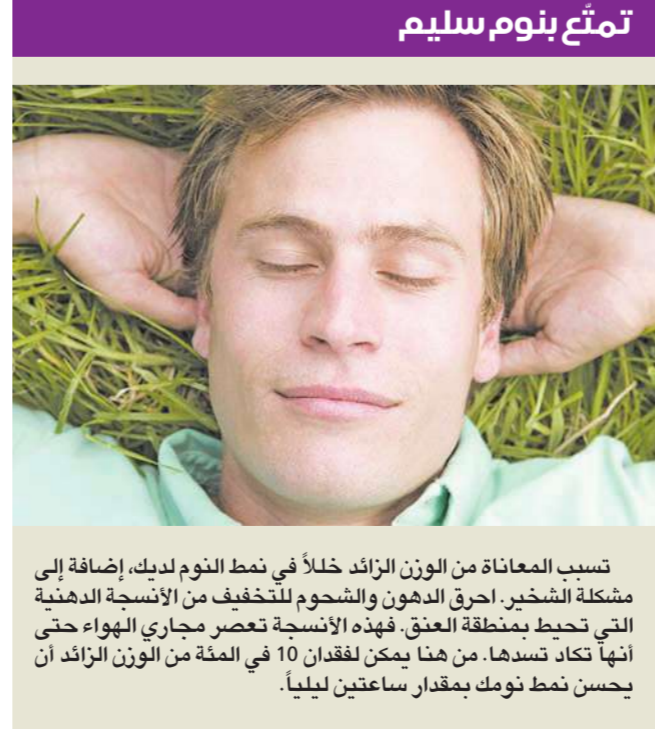 تمتَّع بنوم سليم
تسبب المعاناة من الوزن الزائد خللاً في نمط النوم لديك، إضافة إلى
مشكلة الشخير. احرق الدهون والشحوم للتخفيف من الأنسجة الدهنية
التي تحيط بمنطقة العنق. فهذه الأنسجة تعصر مجاري الهواء حتى
أنها تكاد تسدها. من هنا يمكن لفقدان 10 في المئة من الوزن الزائد أن
يحسن نمط نومك بمقدار ساعتين ليلياً.